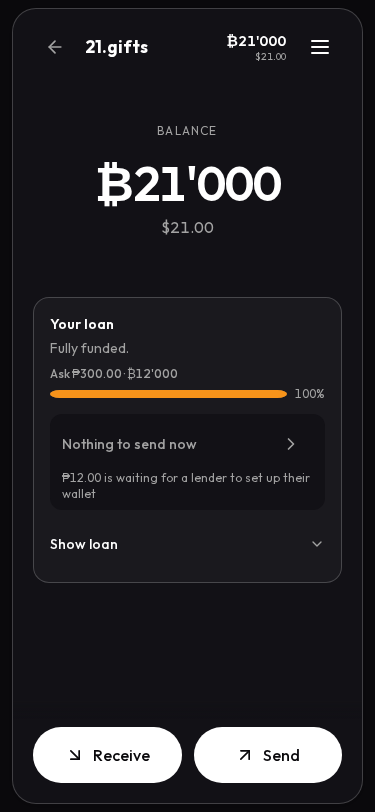 21.gifts
₿21'000
$21.00
BALANCE
₿21'000
$21.00
Your loan
Fully funded.
Ask ₱300.00 · ₿12'000
100%
Nothing to send now
₱12.00 is waiting for a lender to set up their
wallet
Show loan
Receive
Send